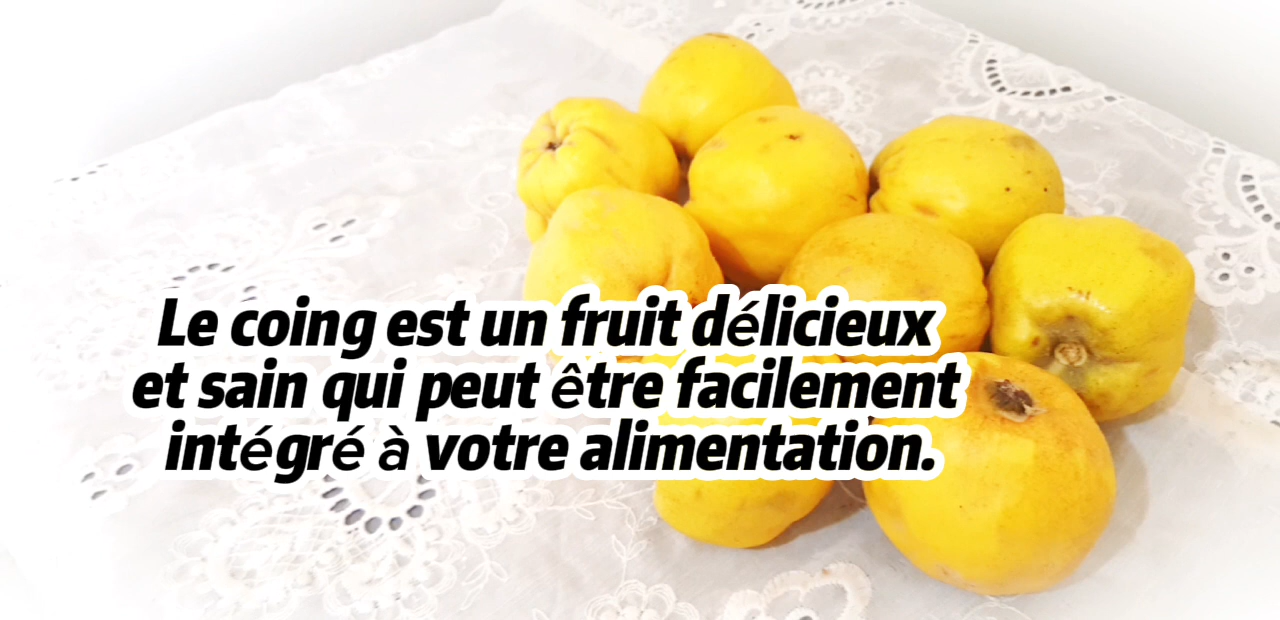 Le coing est un fruit délicieux
et sain qui peut être facilement
intégré à votre alimentation.